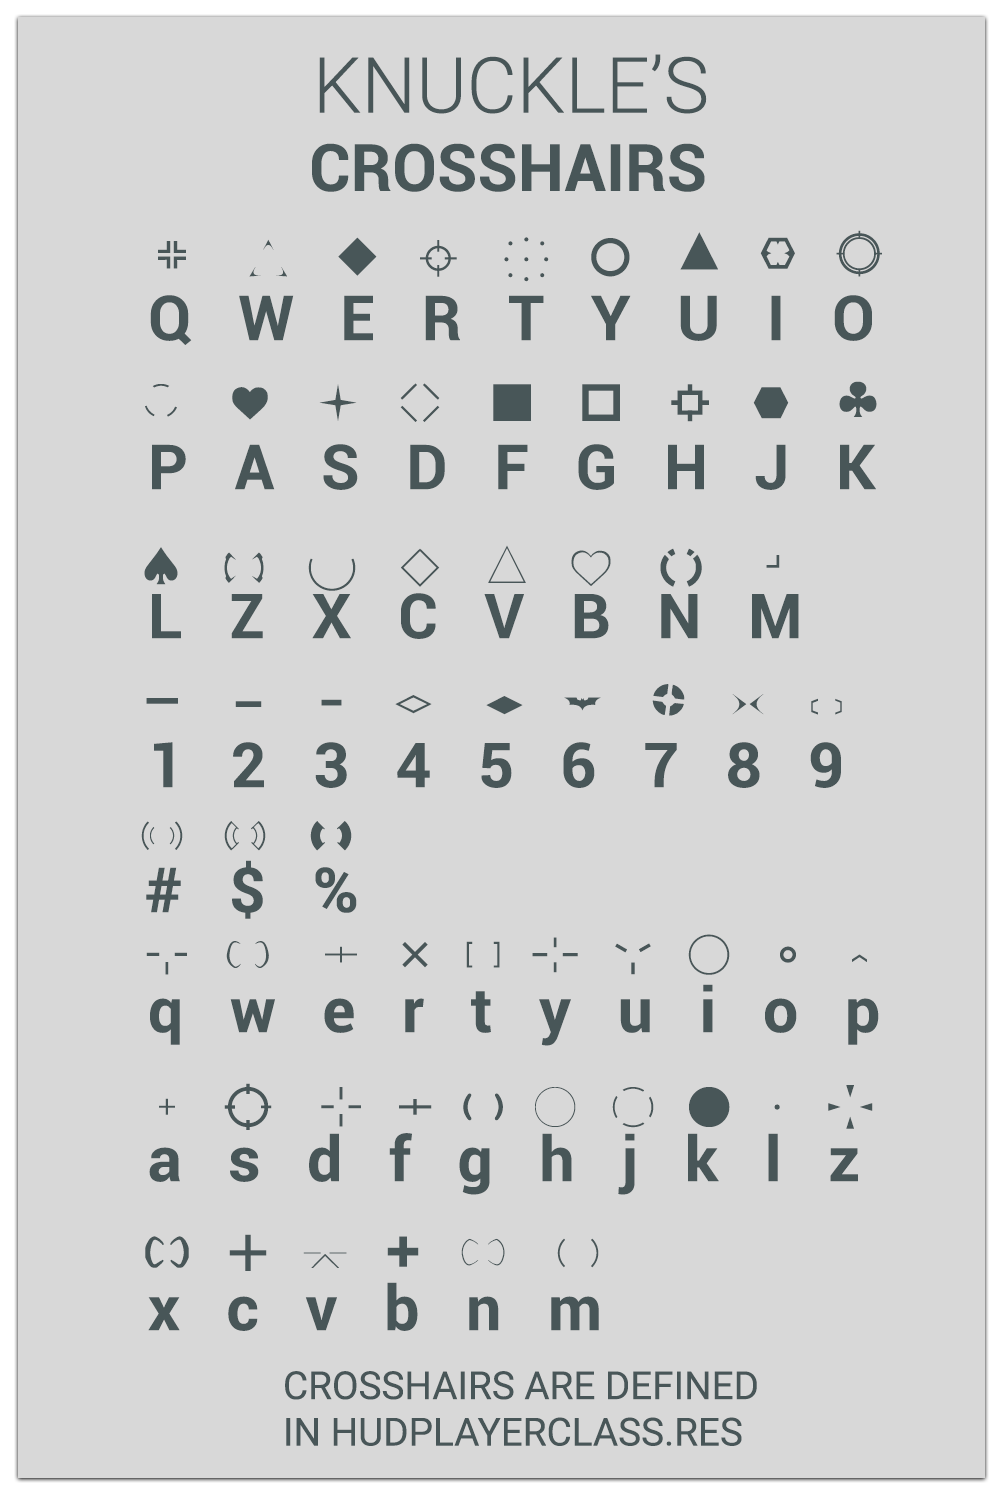 KNUCKLE'S
CROSSHAIRS
Q W E R T Y U I O
P A S D F G H J K
L Z X C V B N M
1 2 3 4 5 6 7 8 9
# $ %
q w e r t y u i o p
a s d f g h j k l z
x c v b n m
CROSSHAIRS ARE DEFINED
IN HUDPLAYERCLASS.RES